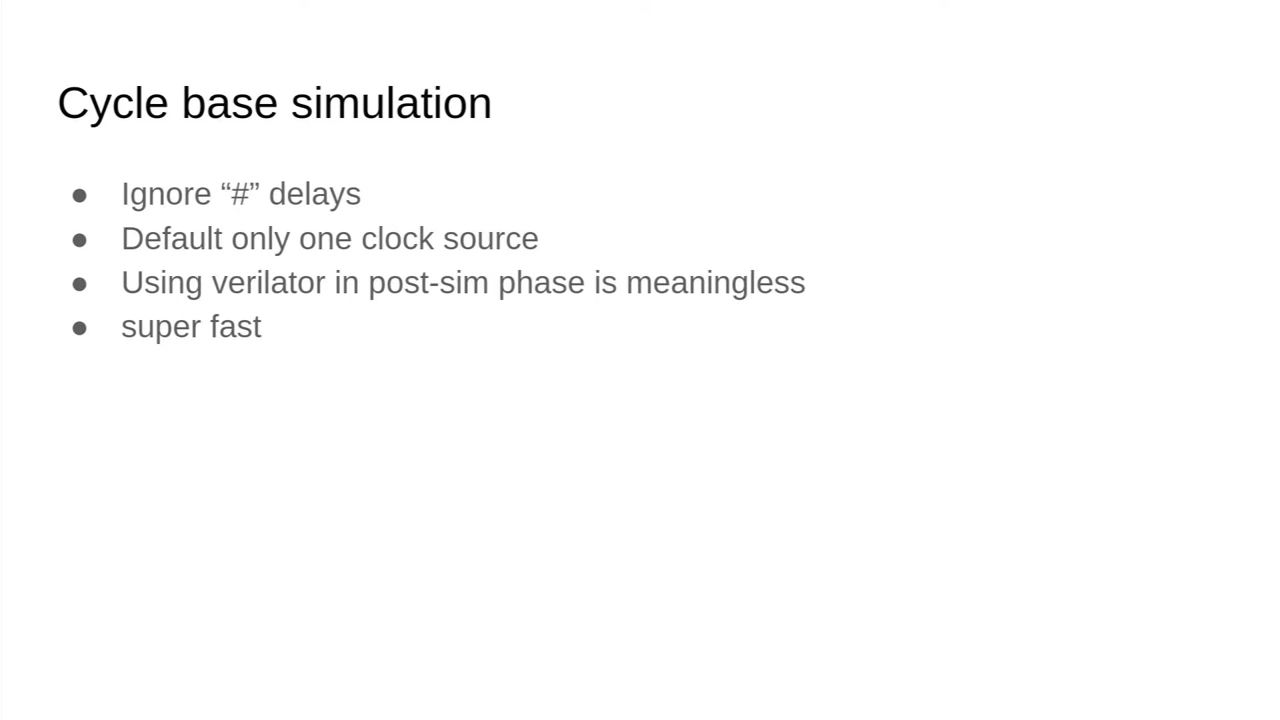 Cycle base simulation
● Ignore “#” delays
● Default only one clock source
● Using verilator in post-sim phase is meaningless
● super fast